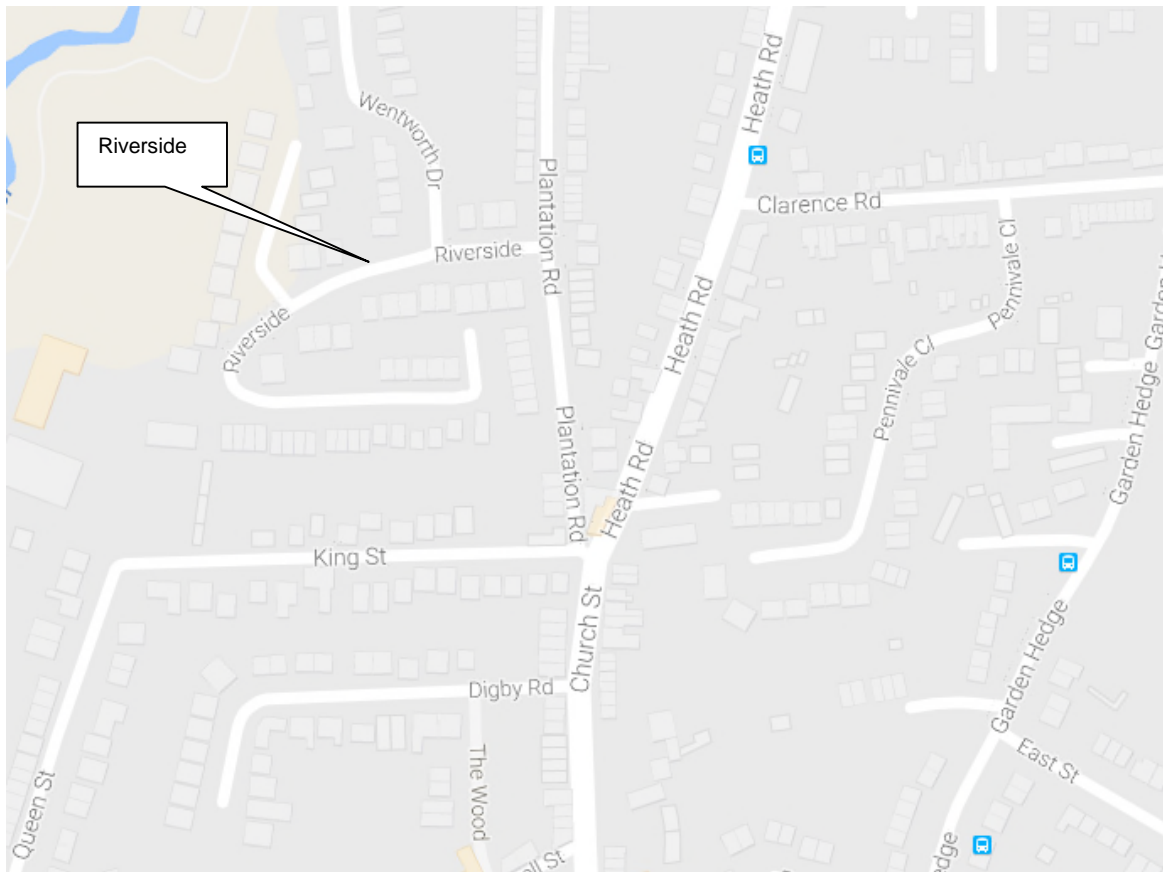 Heath Rd
Wentworth Dr
Riverside
Plantation Rd
Clarence Rd
Riverside
Pennivale Cl
Riverside
Heath Rd
Pennivale Cl
Garden Hedge
Plantation Rd
Heath Rd
King St
Church St
Garden Hedge
Digby Rd
East St
The Wood
Queen St